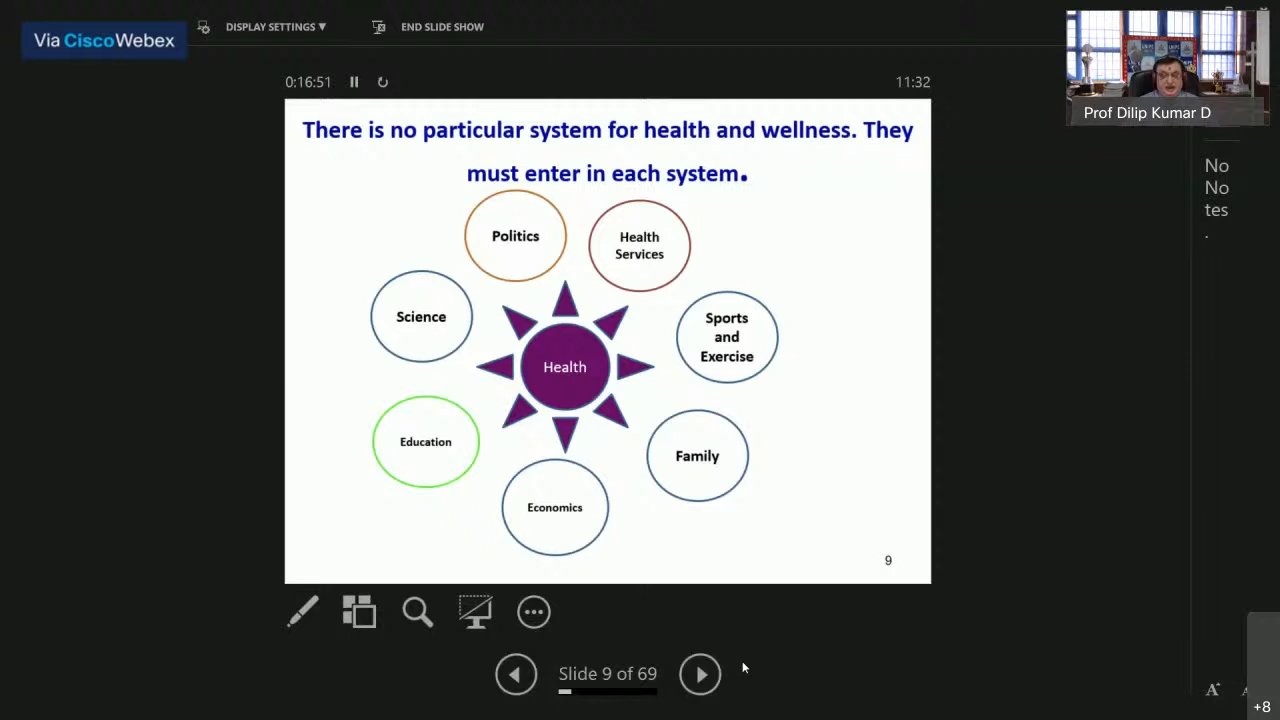 Via CiscoWebex
DISPLAY SETTINGS ▼
END SLIDE SHOW
Prof Dilip Kumar D
0:16:51
11:32
There is no particular system for health and wellness. They
must enter in each system.
Politics
Health
Services
Science
Sports
and
Exercise
Health
Education
Family
Economics
9
Slide 9 of 69
No
No
tes
.
A
+8